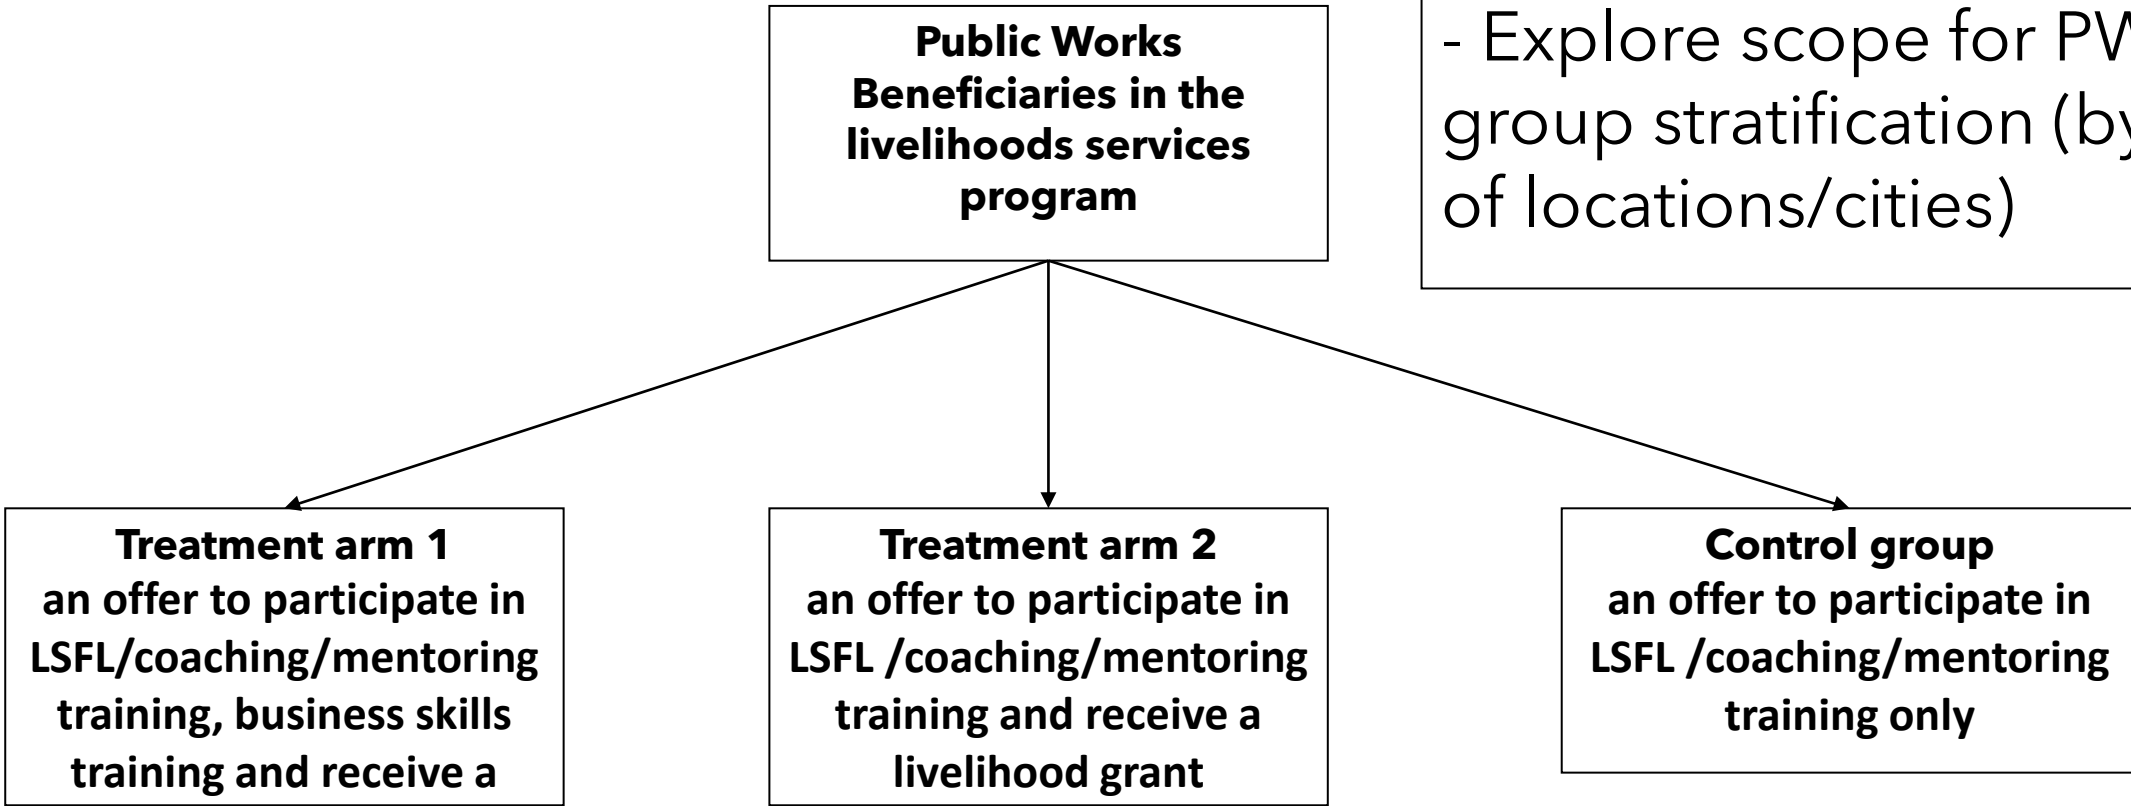 Public Works
Beneficiaries in the
livelihoods services
program
- Explore scope for PW
group stratification (by
of locations/cities)
Treatment arm 1
an offer to participate in
LSFL/coaching/mentoring
training, business skills
training and receive a
Treatment arm 2
an offer to participate in
LSFL /coaching/mentoring
training and receive a
livelihood grant
Control group
an offer to participate in
LSFL /coaching/mentoring
training only